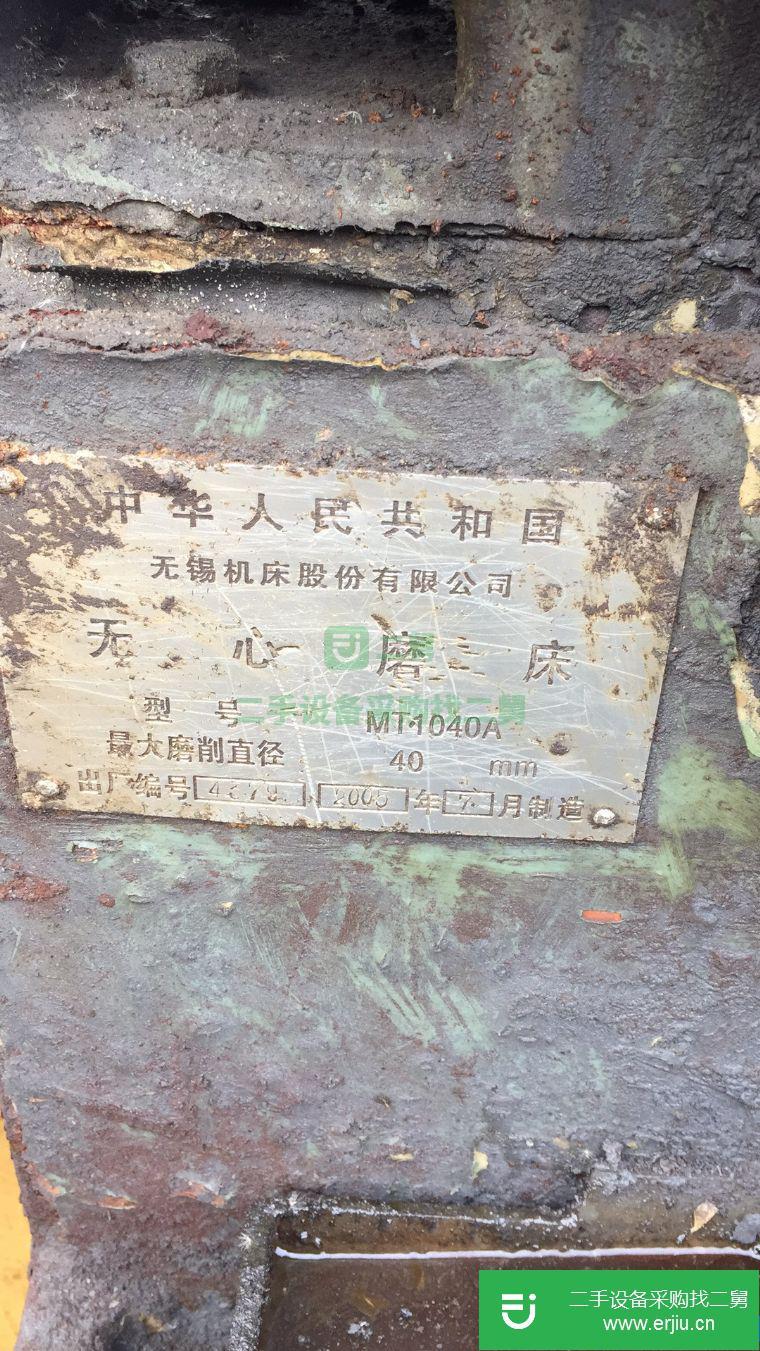 中华人民共和国
无锡机床股份有限公司
无心磨床
二手设备采购找二舅
型号 MT1040A
最大磨削直径 40 mm
出厂编号 2005 年 7 月制造
二手设备采购找二舅
www.erjiu.cn